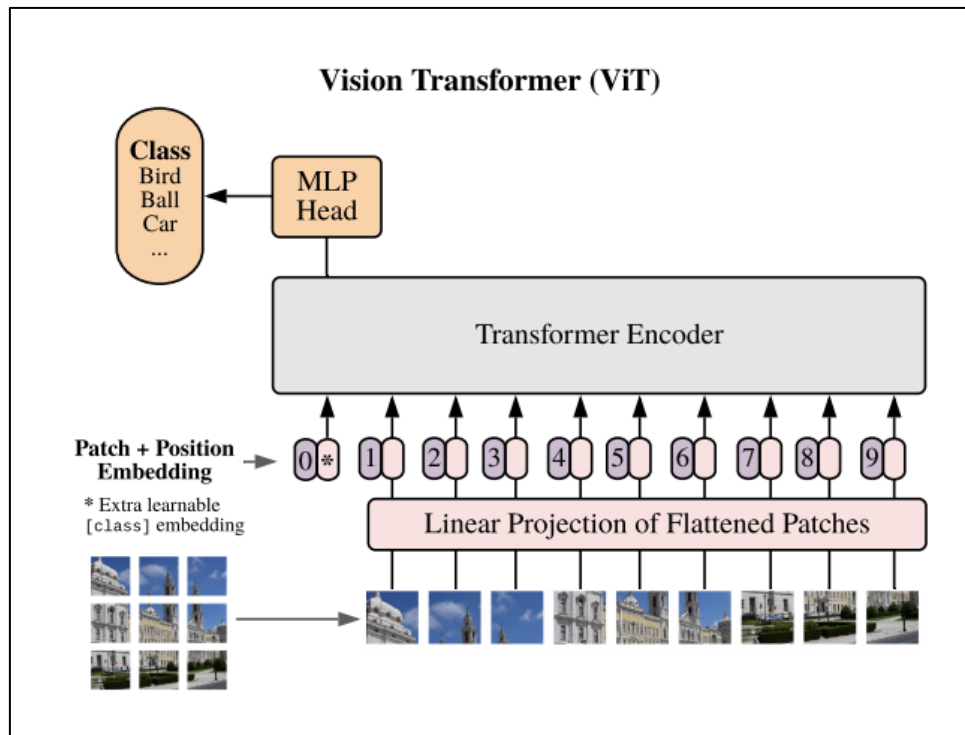 Vision Transformer (ViT)
Class
Bird
Ball
Car
...
MLP
Head
Transformer Encoder
Patch + Position
Embedding
0 * 1 2 3 4 5 6 7 8 9
* Extra learnable
[class] embedding
Linear Projection of Flattened Patches